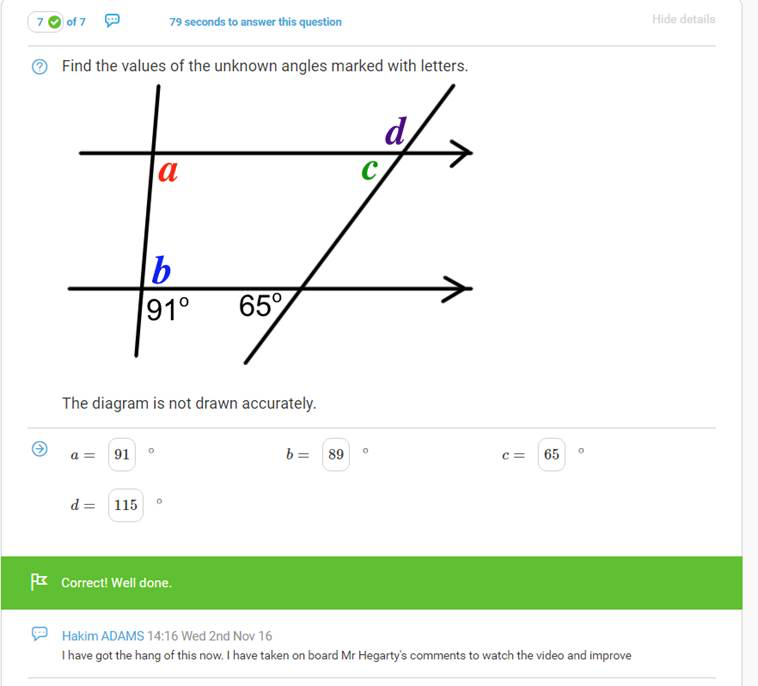 7 of 7 79 seconds to answer this question Hide details
Find the values of the unknown angles marked with letters.
d
a c
b
91º 65º
The diagram is not drawn accurately.
a = 91 ° b = 89 ° c = 65 °
d = 115 °
Correct! Well done.
Hakim ADAMS 14:16 Wed 2nd Nov 16
I have got the hang of this now. I have taken on board Mr Hegarty's comments to watch the video and improve